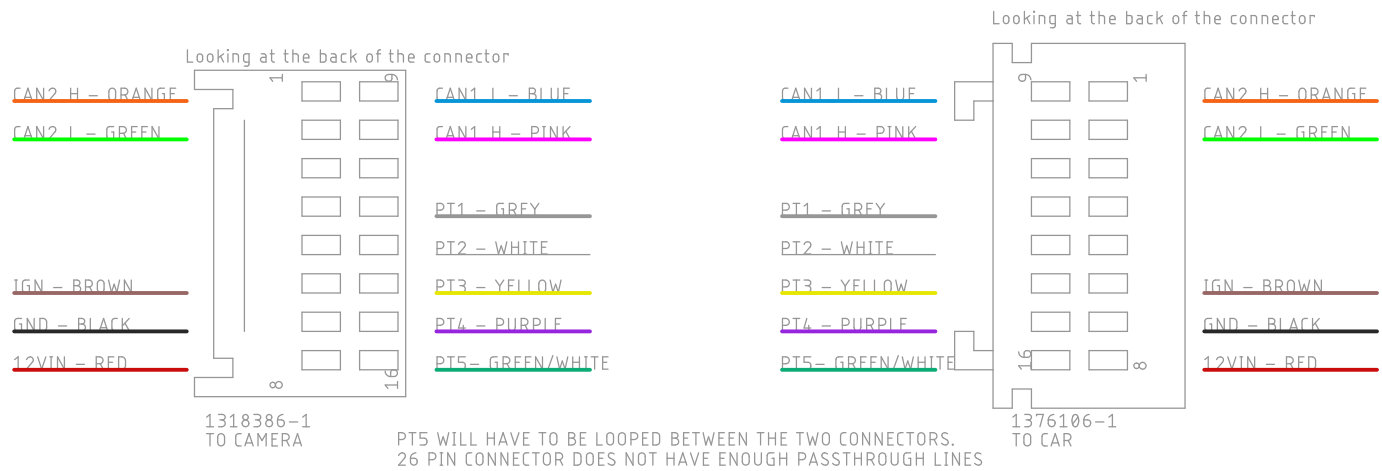 Looking at the back of the connector
Looking at the back of the connector
1
9
9
1
CAN2 H – ORANGE
CAN1 L – BLUE
CAN1 L – BLUE
CAN2 H – ORANGE
CAN2 L – GREEN
CAN1 H – PINK
CAN1 H – PINK
CAN2 L – GREEN
PT1 – GREY
PT1 – GREY
PT2 – WHITE
PT2 – WHITE
IGN – BROWN
PT3 – YELLOW
PT3 – YELLOW
IGN – BROWN
GND – BLACK
PT4 – PURPLE
PT4 – PURPLE
GND – BLACK
12VIN – RED
PT5– GREEN/WHITE
PT5– GREEN/WHITE
12VIN – RED
8
16
16
8
1318386–1
TO CAMERA
1376106–1
TO CAR
PT5 WILL HAVE TO BE LOOPED BETWEEN THE TWO CONNECTORS.
26 PIN CONNECTOR DOES NOT HAVE ENOUGH PASSTHROUGH LINES